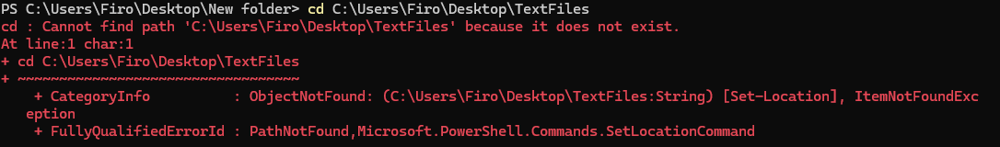 PS C:\Users\Firo\Desktop\New folder> cd C:\Users\Firo\Desktop\TextFiles
cd : Cannot find path 'C:\Users\Firo\Desktop\TextFiles' because it does not exist.
At line:1 char:1
+ cd C:\Users\Firo\Desktop\TextFiles
+ ~~~~~~~~~~~~~~~~~~~~~~~~~~~~~~~~~~
    + CategoryInfo          : ObjectNotFound: (C:\Users\Firo\Desktop\TextFiles:String) [Set-Location], ItemNotFoundExc
   eption
    + FullyQualifiedErrorId : PathNotFound,Microsoft.PowerShell.Commands.SetLocationCommand